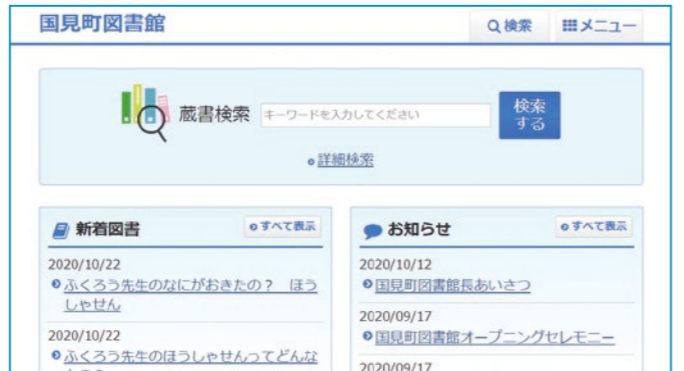 国見町図書館
検索
メニュー
蔵書検索
キーワードを入力してください
検索
する
詳細検索
新着図書
すべて表示
2020/10/22
ふくろう先生のなにがおきたの？　ほう
しゃせん
2020/10/22
ふくろう先生のほうしゃせんってどんな
お知らせ
すべて表示
2020/10/12
国見町図書館長あいさつ
2020/09/17
国見町図書館オープニングセレモニー
2020/09/17